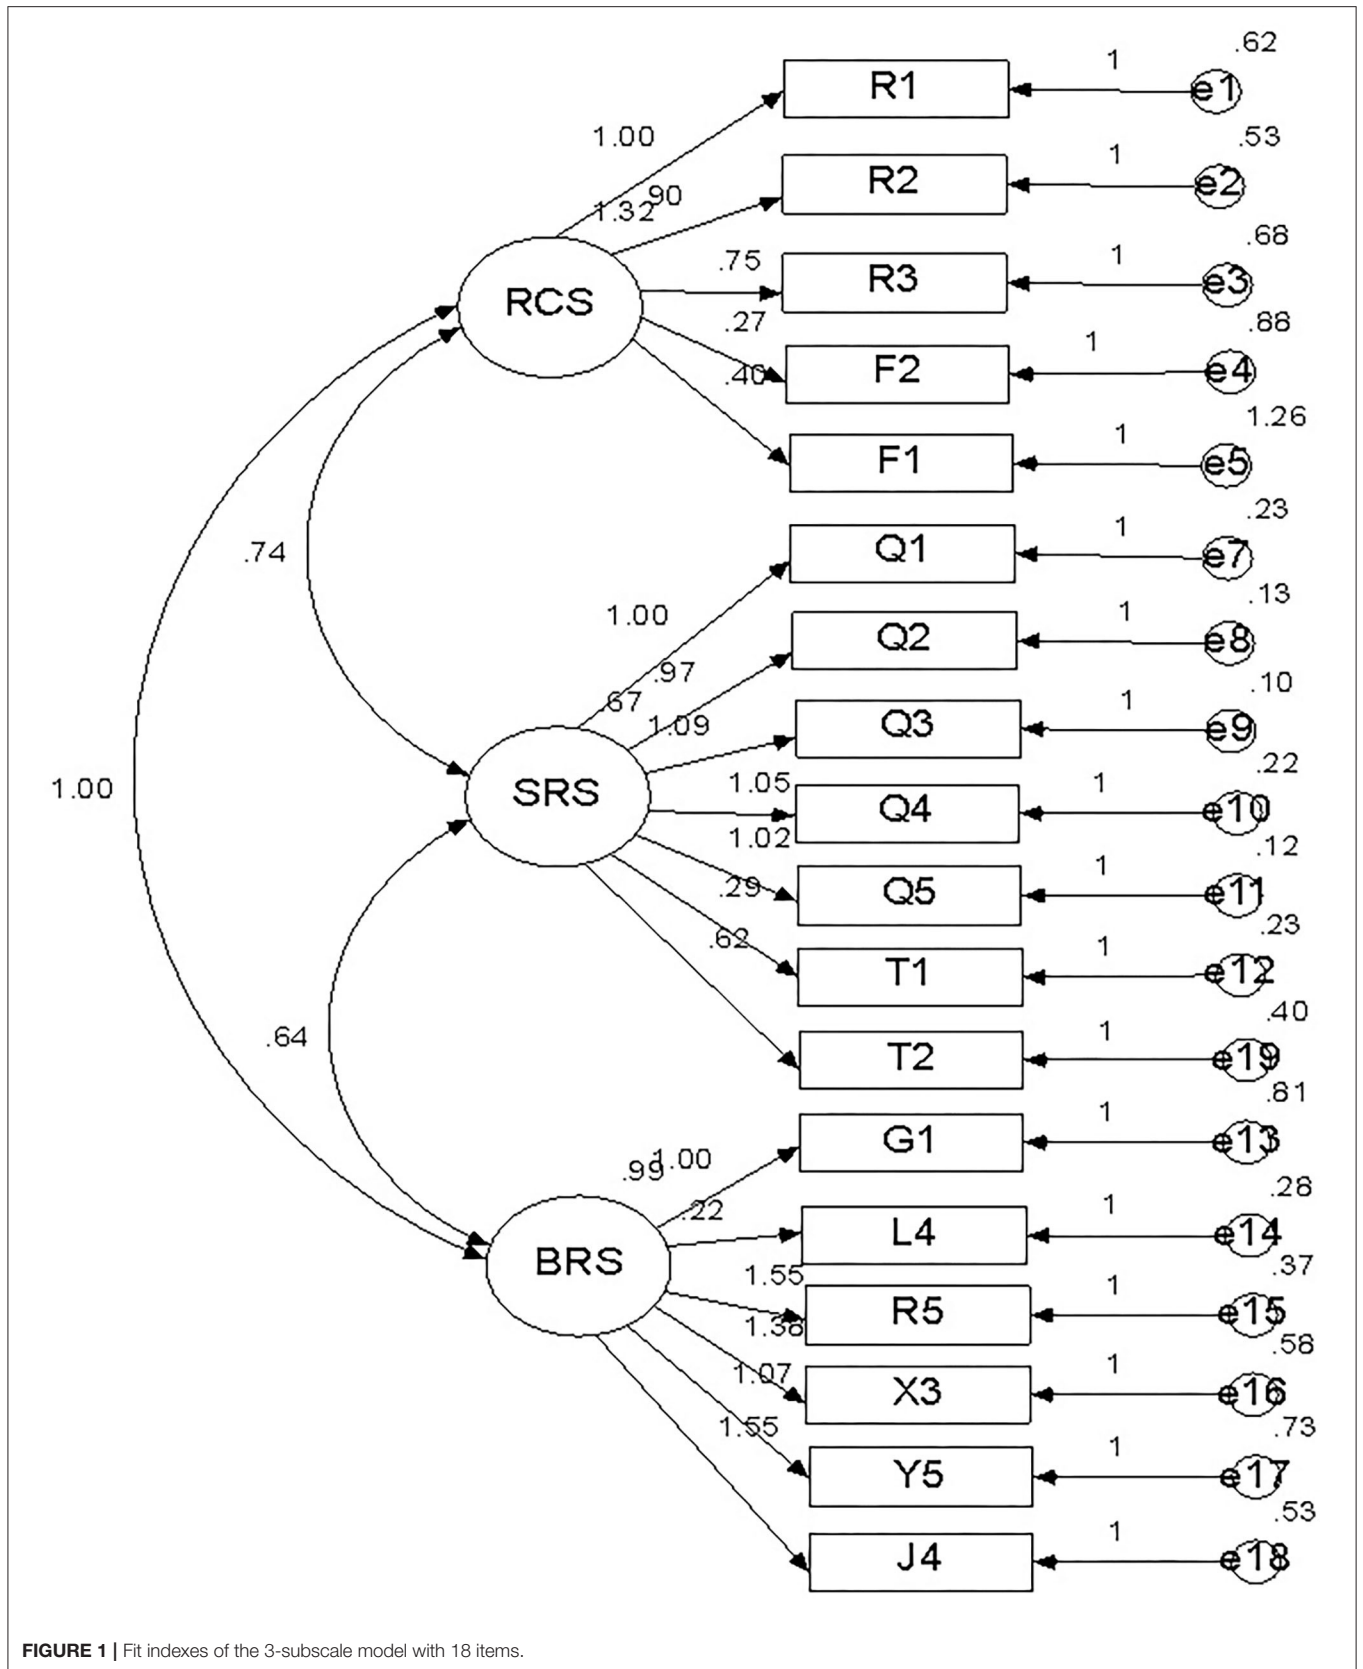 .62
1.00
R1
1
e1
.53
1.32
.90
R2
1
e2
.68
RCS
.75
R3
1
e3
.88
.27
F2
1
e4
1.26
.40
F1
1
e5
.23
.74
Q1
1
e7
.13
1.00
Q2
1
e8
.10
.97
.67
1.09
Q3
1
e9
.22
1.00
SRS
1.05
Q4
1
e10
.12
1.02
.29
Q5
1
e11
.23
.62
T1
1
e12
.40
.64
T2
1
e19
.81
.99
1.00
G1
1
e13
.28
.22
L4
1
e14
.37
BRS
1.55
R5
1
e15
.58
1.38
1.07
X3
1
e16
.73
1.55
Y5
1
e17
.53
J4
1
e18
FIGURE 1 | Fit indexes of the 3-subscale model with 18 items.